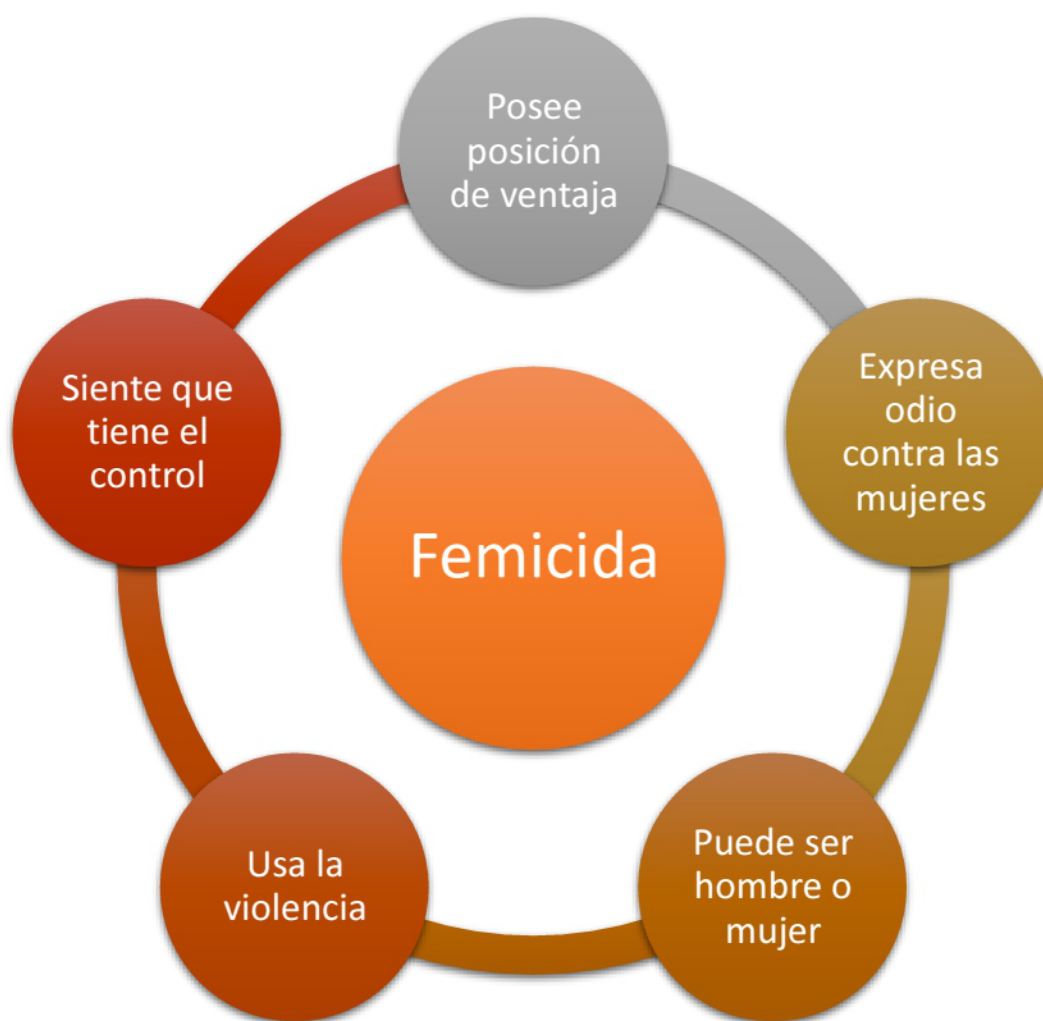 Posee
posición
de ventaja
Expresa
odio
contra las
mujeres
Puede ser
hombre o
mujer
Usa la
violencia
Siente que
tiene el
control
Femicida